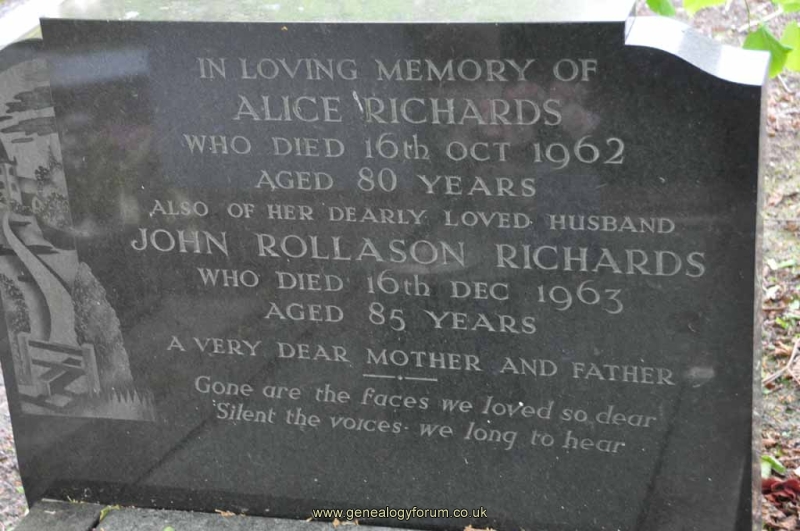 IN LOVING MEMORY OF
ALICE RICHARDS
WHO DIED 16th OCT 1962
AGED 80 YEARS
ALSO OF HER DEARLY LOVED HUSBAND
JOHN ROLLASON RICHARDS
WHO DIED 16th DEC 1963
AGED 85 YEARS
A VERY DEAR MOTHER AND FATHER
Gone are the faces we loved so dear
Silent the voices we long to hear
www.genealogyforum.co.uk